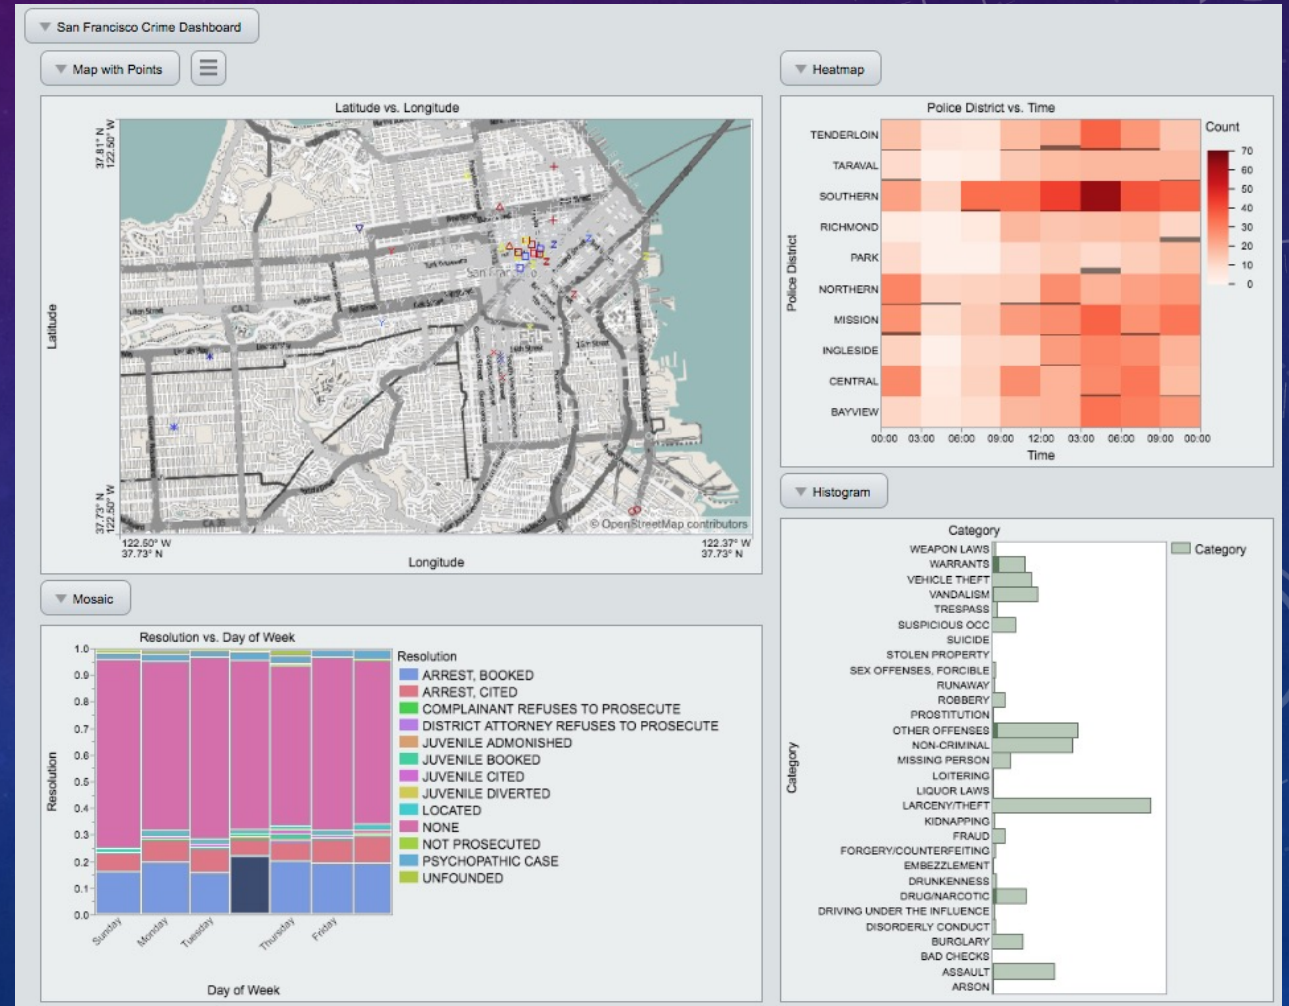 San Francisco Crime Dashboard
Map with Points
Latitude vs. Longitude
37.81° N
122.50° W
Latitude
San Francisco
CA 1
Fulton Street
CA 35
37.73° N
122.50° W
© OpenStreetMap contributors
122.50° W
37.73° N
122.37° W
37.73° N
Longitude
Heatmap
Police District vs. Time
Police District
TENDERLOIN
TARAVAL
SOUTHERN
RICHMOND
PARK
NORTHERN
MISSION
INGLESIDE
CENTRAL
BAYVIEW
00:00 03:00 06:00 09:00 12:00 03:00 06:00 09:00 00:00
Time
Count
70
60
50
40
30
20
10
0
Mosaic
Resolution vs. Day of Week
Resolution
1.0
0.9
0.8
0.7
0.6
0.5
0.4
0.3
0.2
0.1
0.0
Sunday Monday Tuesday Thursday Friday
Day of Week
Resolution
ARREST, BOOKED
ARREST, CITED
COMPLAINANT REFUSES TO PROSECUTE
DISTRICT ATTORNEY REFUSES TO PROSECUTE
JUVENILE ADMONISHED
JUVENILE BOOKED
JUVENILE CITED
JUVENILE DIVERTED
LOCATED
NONE
NOT PROSECUTED
PSYCHOPATHIC CASE
UNFOUNDED
Histogram
Category
Category
WEAPON LAWS
WARRANTS
VEHICLE THEFT
VANDALISM
TRESPASS
SUSPICIOUS OCC
SUICIDE
STOLEN PROPERTY
SEX OFFENSES, FORCIBLE
RUNAWAY
ROBBERY
PROSTITUTION
OTHER OFFENSES
NON-CRIMINAL
MISSING PERSON
LOITERING
LIQUOR LAWS
LARCENY/THEFT
KIDNAPPING
FRAUD
FORGERY/COUNTERFEITING
EMBEZZLEMENT
DRUNKENNESS
DRUG/NARCOTIC
DRIVING UNDER THE INFLUENCE
DISORDERLY CONDUCT
BURGLARY
BAD CHECKS
ASSAULT
ARSON
Category